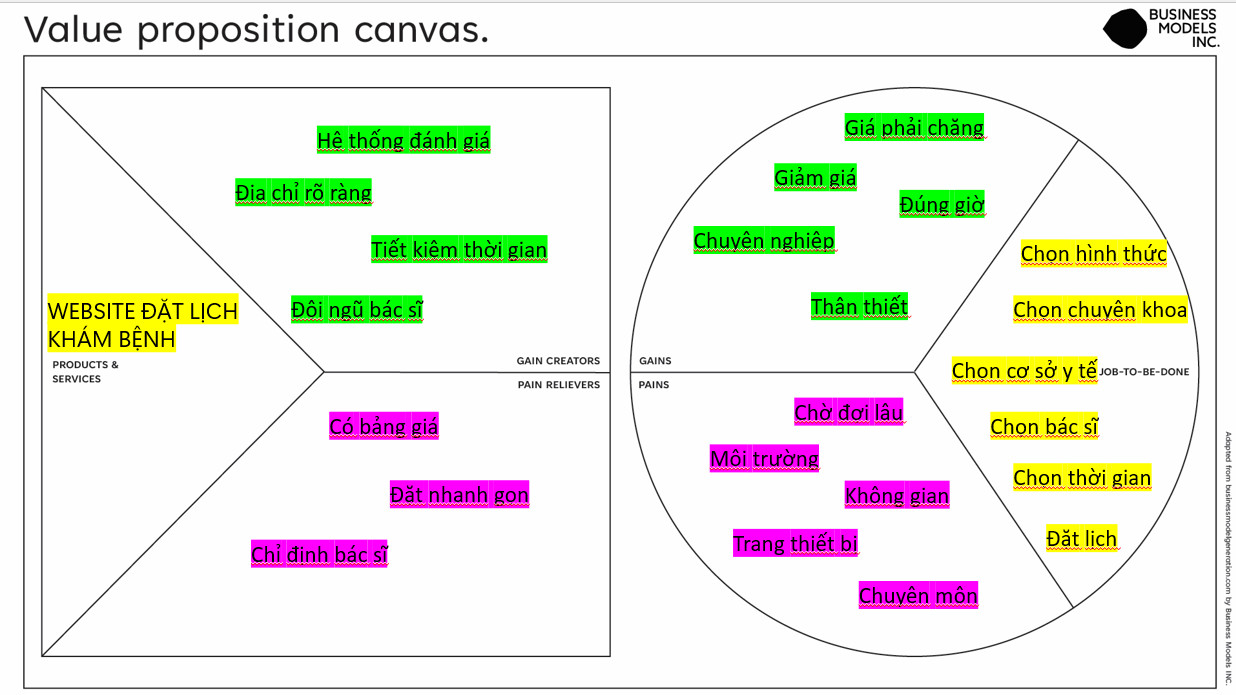 Value proposition canvas.
BUSINESS
MODELS
INC.
Hệ thống đánh giá
Địa chỉ rõ ràng
Tiết kiệm thời gian
Đội ngũ bác sĩ
WEBSITE ĐẶT LỊCH
KHÁM BỆNH
PRODUCTS &
SERVICES
GAIN CREATORS
PAIN RELIEVERS
Có bảng giá
Đặt nhanh gọn
Chỉ định bác sĩ
Giá phải chăng
Giảm giá
Đúng giờ
Chuyên nghiệp
Thân thiết
GAINS
PAINS
Chờ đợi lâu
Môi trường
Không gian
Trang thiết bị
Chuyên môn
Chọn hình thức
Chọn chuyên khoa
Chọn cơ sở y tế
JOB-TO-BE-DONE
Chọn bác sĩ
Chọn thời gian
Đặt lịch
Adapted from businessmodelgeneration.com by Business Models INC.